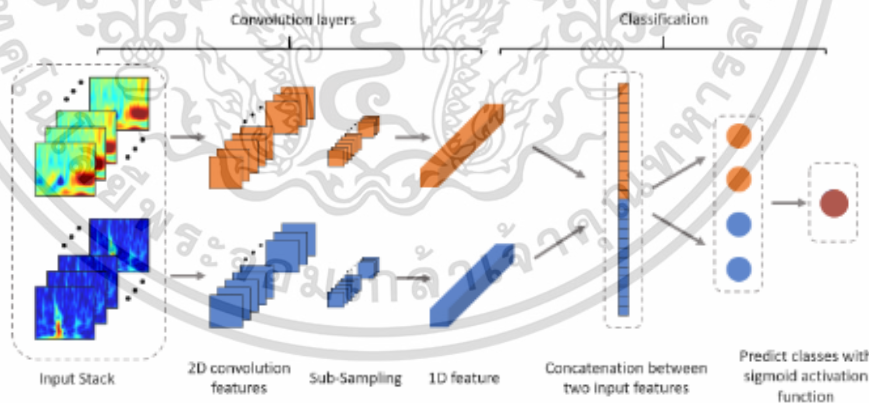 Convolution layers
Classification
Input Stack
2D convolution
features
Sub-Sampling
1D feature
Concatenation between
two input features
Predict classes with
sigmoid activation
function